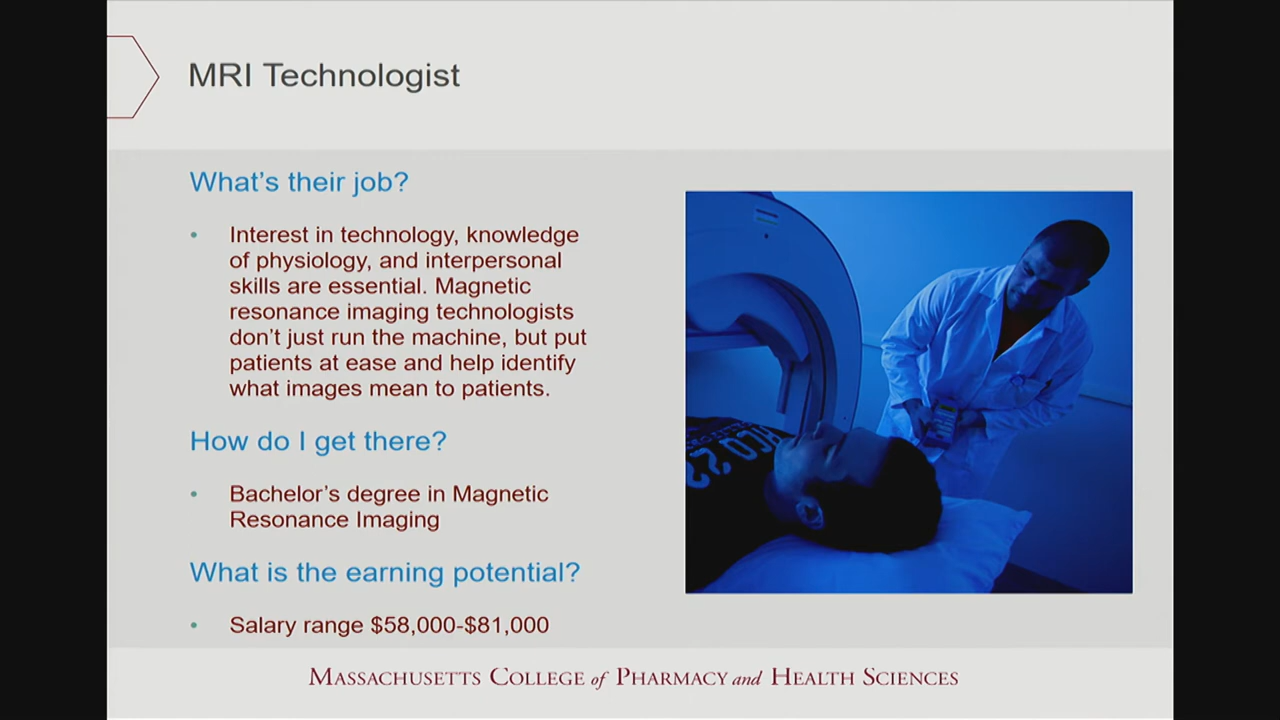 MRI Technologist
What's their job?
• Interest in technology, knowledge
of physiology, and interpersonal
skills are essential. Magnetic
resonance imaging technologists
don't just run the machine, but put
patients at ease and help identify
what images mean to patients.
How do I get there?
• Bachelor's degree in Magnetic
Resonance Imaging
What is the earning potential?
• Salary range $58,000-$81,000
MASSACHUSETTS COLLEGE of PHARMACY and HEALTH SCIENCES